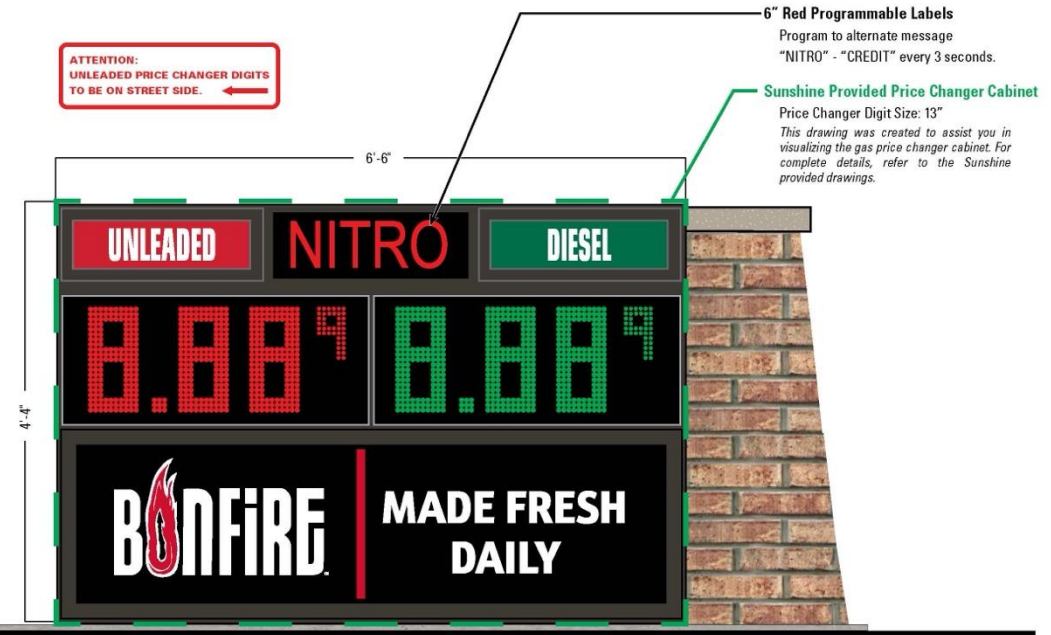 6” Red Programmable Labels
Program to alternate message
“NITRO” - “CREDIT” every 3 seconds.
ATTENTION:
UNLEADED PRICE CHANGER DIGITS
TO BE ON STREET SIDE.
Sunshine Provided Price Changer Cabinet
Price Changer Digit Size: 13”
This drawing was created to assist you in
visualizing the gas price changer cabinet. For
complete details, refer to the Sunshine
provided drawings.
6'-6"
UNLEADED
NITRO
DIESEL
8.88 9
8.88 9
4'-4"
BONFIRE.
MADE FRESH
DAILY